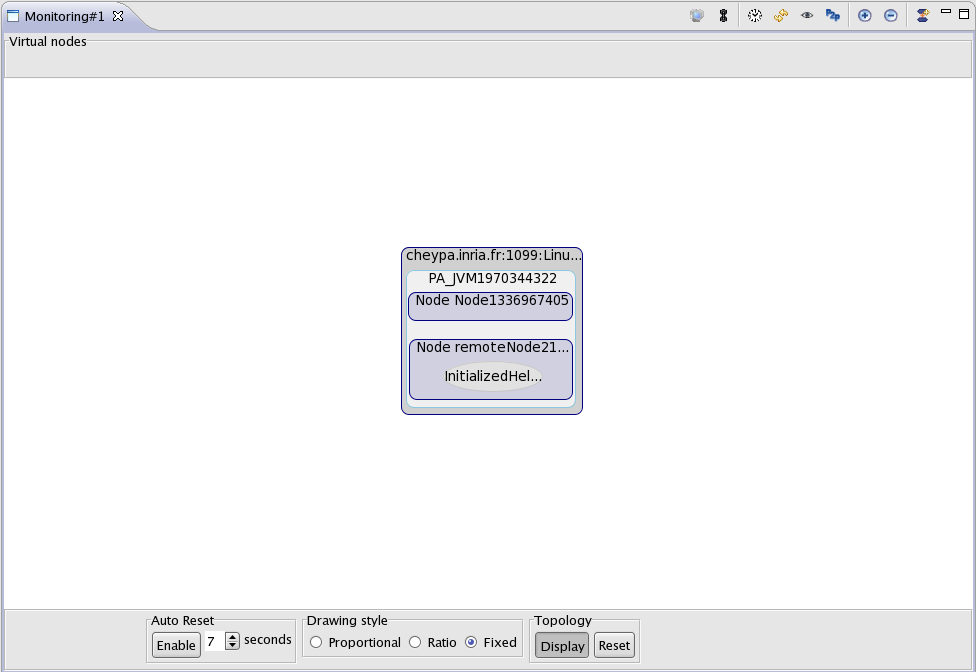 Monitoring#1
P2P
Virtual nodes
cheypa.inria.fr:1099:Linu...
PA_JVM1970344322
Node Node1336967405
Node remoteNode21...
InitializedHel...
Auto Reset
Enable 7 seconds
Drawing style
Proportional Ratio Fixed
Topology
Display Reset